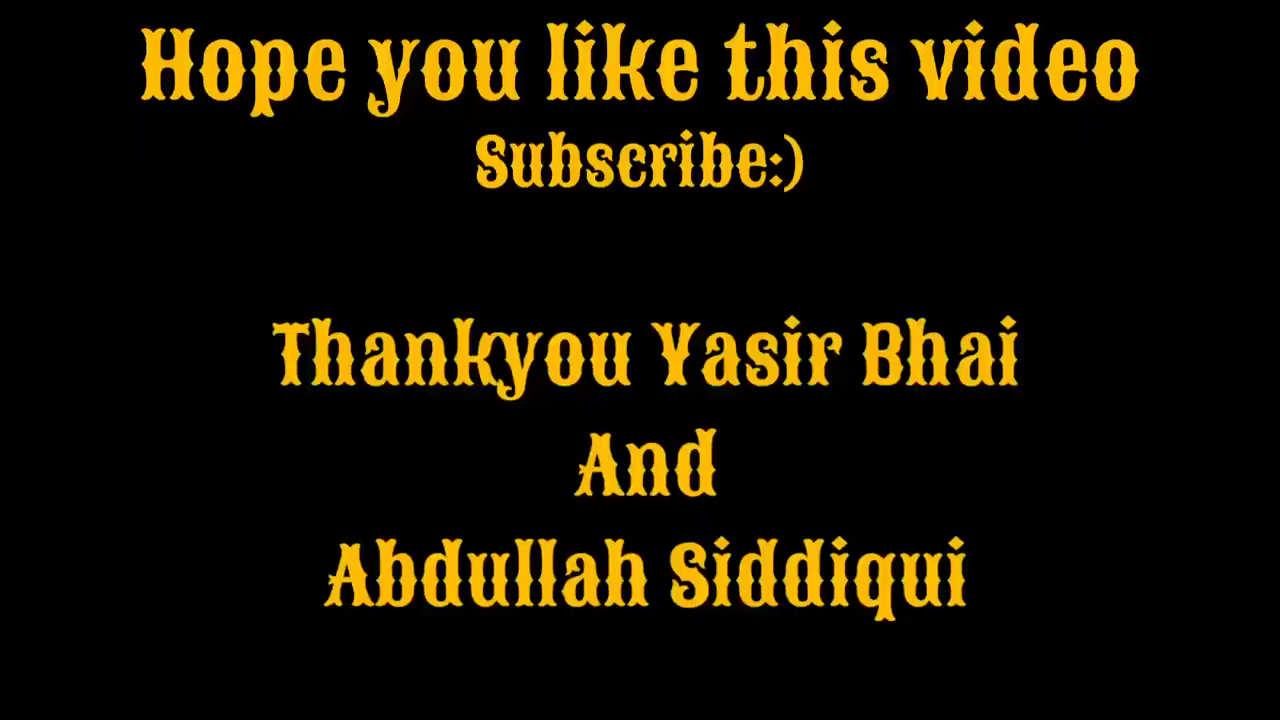 Hope you like this video
Subscribe:)
Thankyou Yasir Bhai
And
Abdullah Siddiqui